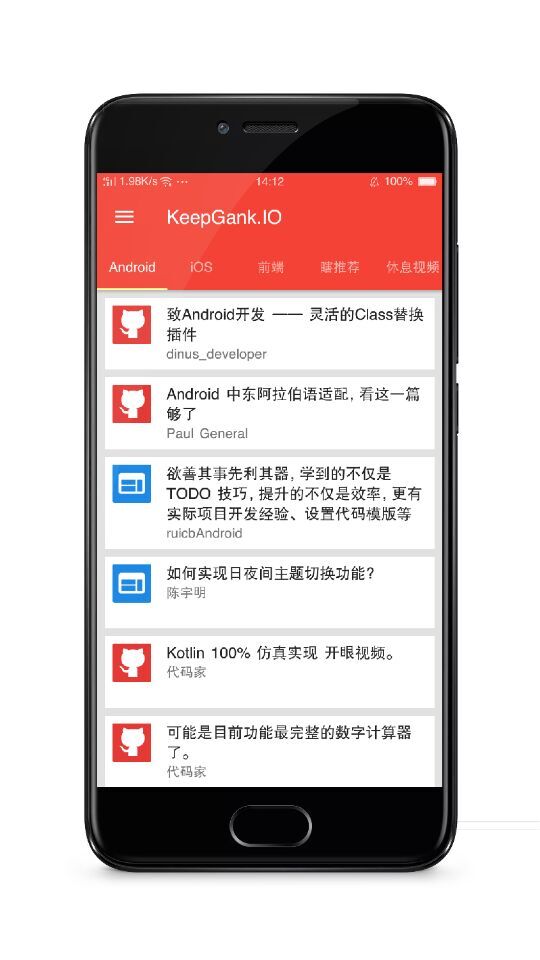 1.98K/s ··· 14:12 100%
KeepGank.IO
Android iOS 前端 瞎推荐 休息视频
致Android开发 —— 灵活的Class替换
插件
dinus_developer
Android 中东阿拉伯语适配,看这一篇
够了
Paul General
欲善其事先利其器,学到的不仅是
TODO 技巧,提升的不仅是效率,更有
实际项目开发经验、设置代码模版等
ruicbAndroid
如何实现日夜间主题切换功能?
陈宇明
Kotlin 100% 仿真实现 开眼视频。
代码家
可能是目前功能最完整的数字计算器
了。
代码家